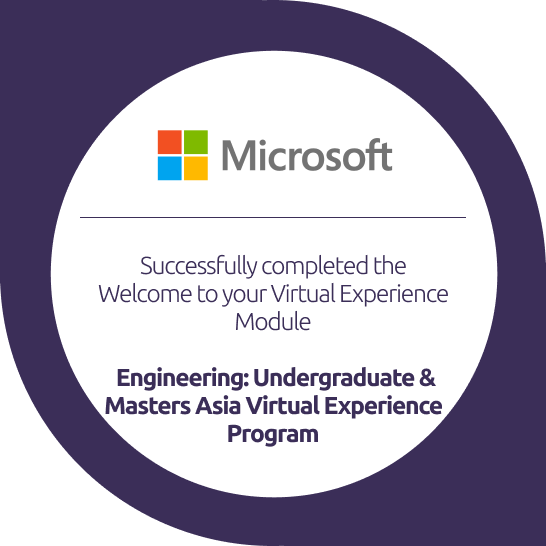 Microsoft
Successfully completed the
Welcome to your Virtual Experience
Module
Engineering: Undergraduate &
Masters Asia Virtual Experience
Program